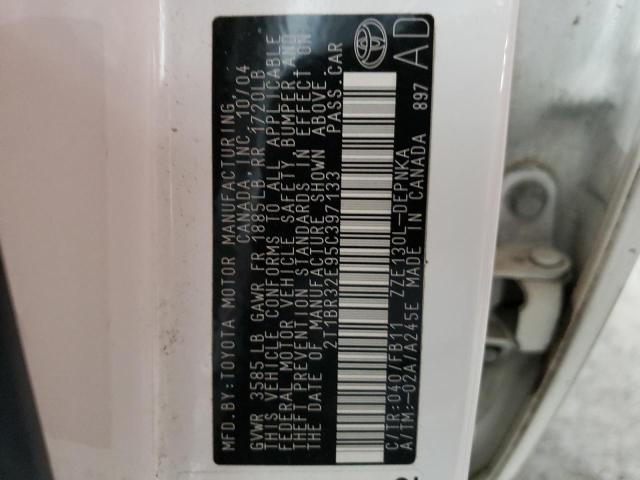 MFD. BY: TOYOTA MOTOR MANUFACTURING,
CANADA, INC. 10/04
GVWR 3585 LB GAWR FR 1885 LB, RR 1720LB
THIS VEHICLE CONFORMS TO ALL APPLICABLE
FEDERAL MOTOR VEHICLE SAFETY, BUMPER AND
THEFT PREVENTION STANDARDS IN EFFECT ON
THE DATE OF MANUFACTURE SHOWN ABOVE.
2T1BR32E95C397133 PASS. CAR
C/TR: 040/FB11 ZZE130L-DEPNKA
A/TM: -02A/A245E MADE IN CANADA 897
AD